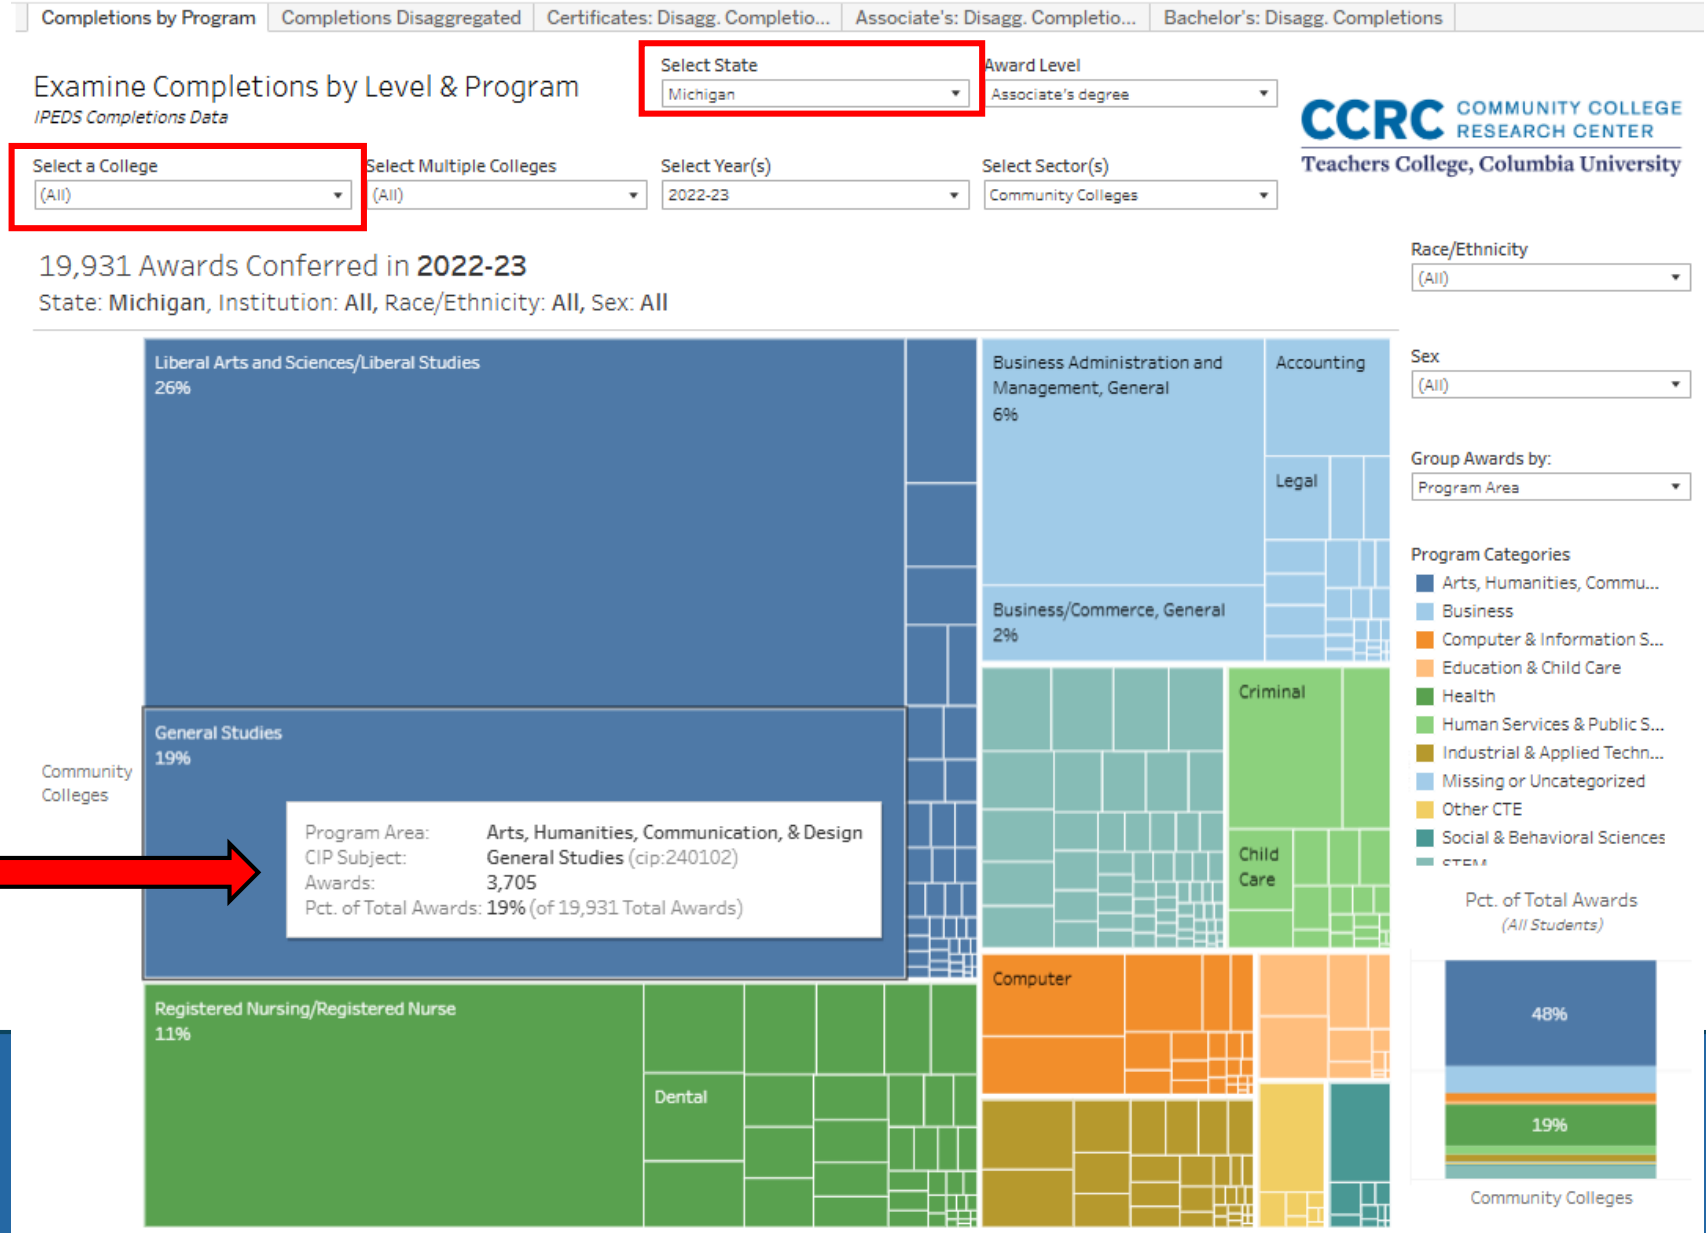 Completions by Program
Completions Disaggregated
Certificates: Disagg. Completio...
Associate's: Disagg. Completio...
Bachelor's: Disagg. Completions
Examine Completions by Level & Program
IPEDS Completions Data
Select State
Michigan
Award Level
Associate's degree
CCRC COMMUNITY COLLEGE
RESEARCH CENTER
Teachers College, Columbia University
Select a College
(All)
Select Multiple Colleges
(All)
Select Year(s)
2022-23
Select Sector(s)
Community Colleges
19,931 Awards Conferred in 2022-23
State: Michigan, Institution: All, Race/Ethnicity: All, Sex: All
Race/Ethnicity
(All)
Sex
(All)
Group Awards by:
Program Area
Program Categories
Arts, Humanities, Commu...
Business
Computer & Information S...
Education & Child Care
Health
Human Services & Public S...
Industrial & Applied Techn...
Missing or Uncategorized
Other CTE
Social & Behavioral Sciences
STEM
Community
Colleges
Liberal Arts and Sciences/Liberal Studies
26%
General Studies
19%
Program Area: Arts, Humanities, Communication, & Design
CIP Subject: General Studies (cip:240102)
Awards: 3,705
Pct. of Total Awards: 19% (of 19,931 Total Awards)
Registered Nursing/Registered Nurse
11%
Dental
Business Administration and
Management, General
6%
Accounting
Legal
Business/Commerce, General
2%
Criminal
Child
Care
Computer
Pct. of Total Awards
(All Students)
48%
19%
Community Colleges